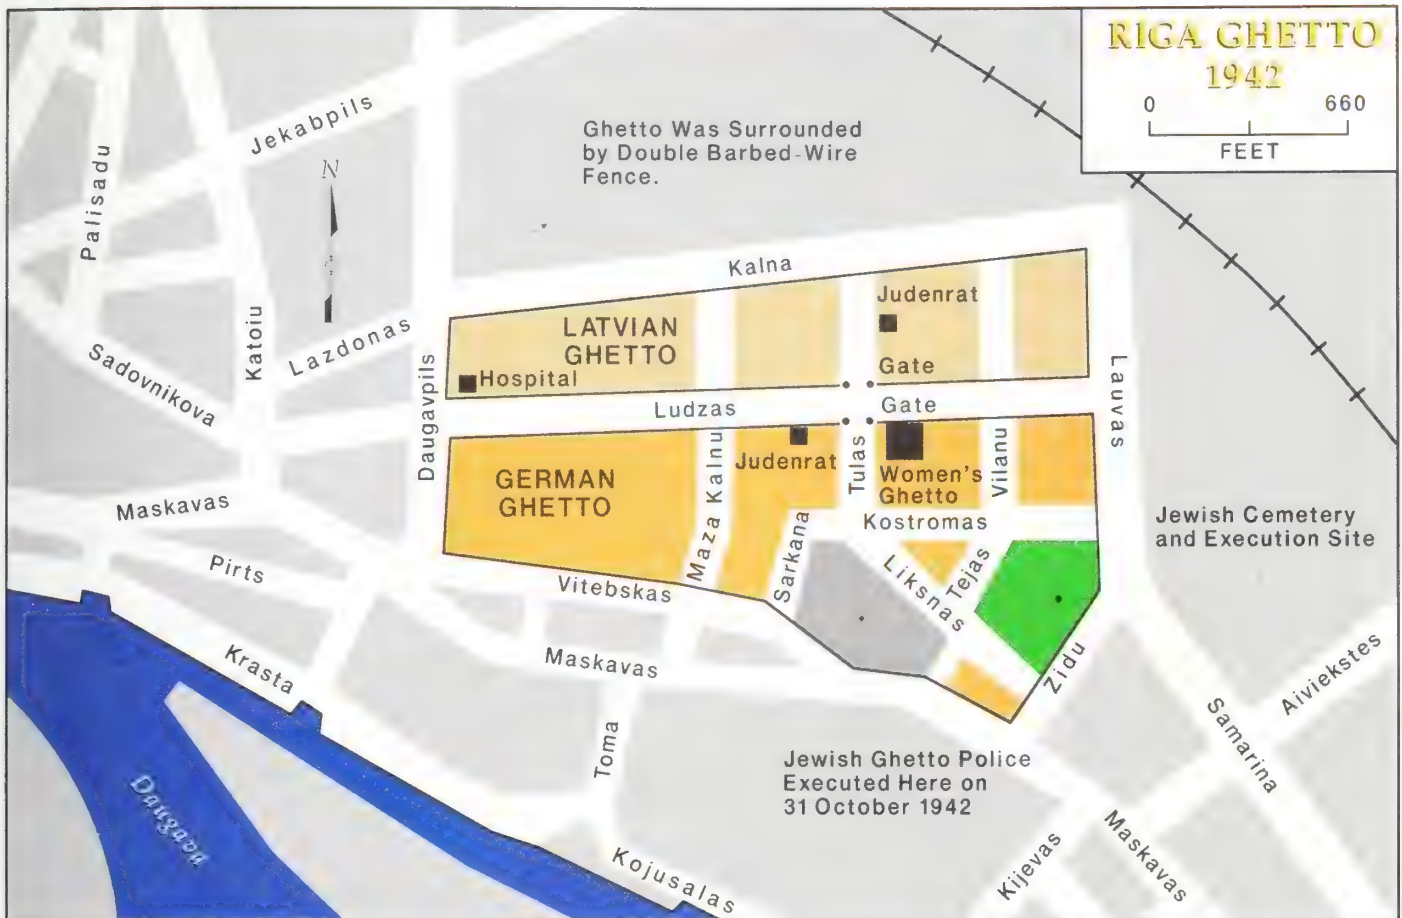 RIGA GHETTO
1942
0 660
FEET
Ghetto Was Surrounded
by Double Barbed-Wire
Fence.
N
Jekabpils
Palisadu
Katoiu
Lazdonas
Sadovnikova
Daugavpils
Kalna
LATVIAN
GHETTO
Judenrat
Hospital
Gate
Ludzas
Gate
Lauvas
GERMAN
GHETTO
Maza Kalnu
Judenrat
Tulas
Women's
Ghetto
Vilanu
Kostromas
Sarkana
Liksnas
Tejas
Zidu
Jewish Cemetery
and Execution Site
Maskavas
Pirts
Vitebskas
Maskavas
Krasta
Toma
Daugava
Kojusalas
Jewish Ghetto Police
Executed Here on
31 October 1942
Aiviekstes
Samarina
Kijevas
Maskavas